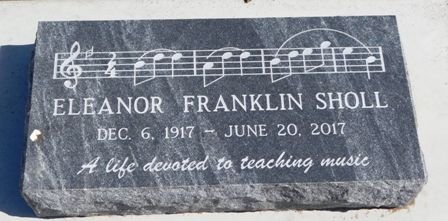 ELEANOR FRANKLIN SHOLL
DEC. 6, 1917 – JUNE 20, 2017
A life devoted to teaching music